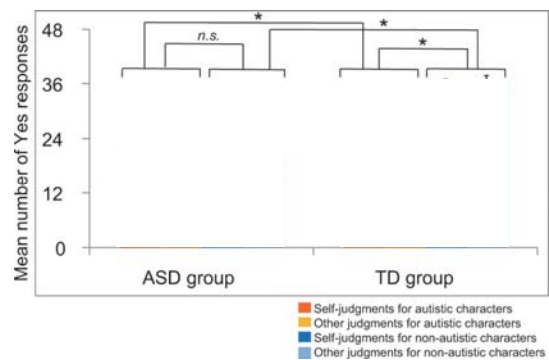 *
48
n.s.
*
*
36
24
12
0
Mean number of Yes responses
ASD group
TD group
Self-judgments for autistic characters
Other judgments for autistic characters
Self-judgments for non-autistic characters
Other judgments for non-autistic characters